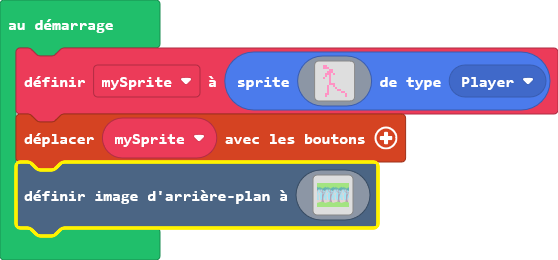 au démarrage
définir mySprite à sprite de type Player
déplacer mySprite avec les boutons
définir image d'arrière-plan à